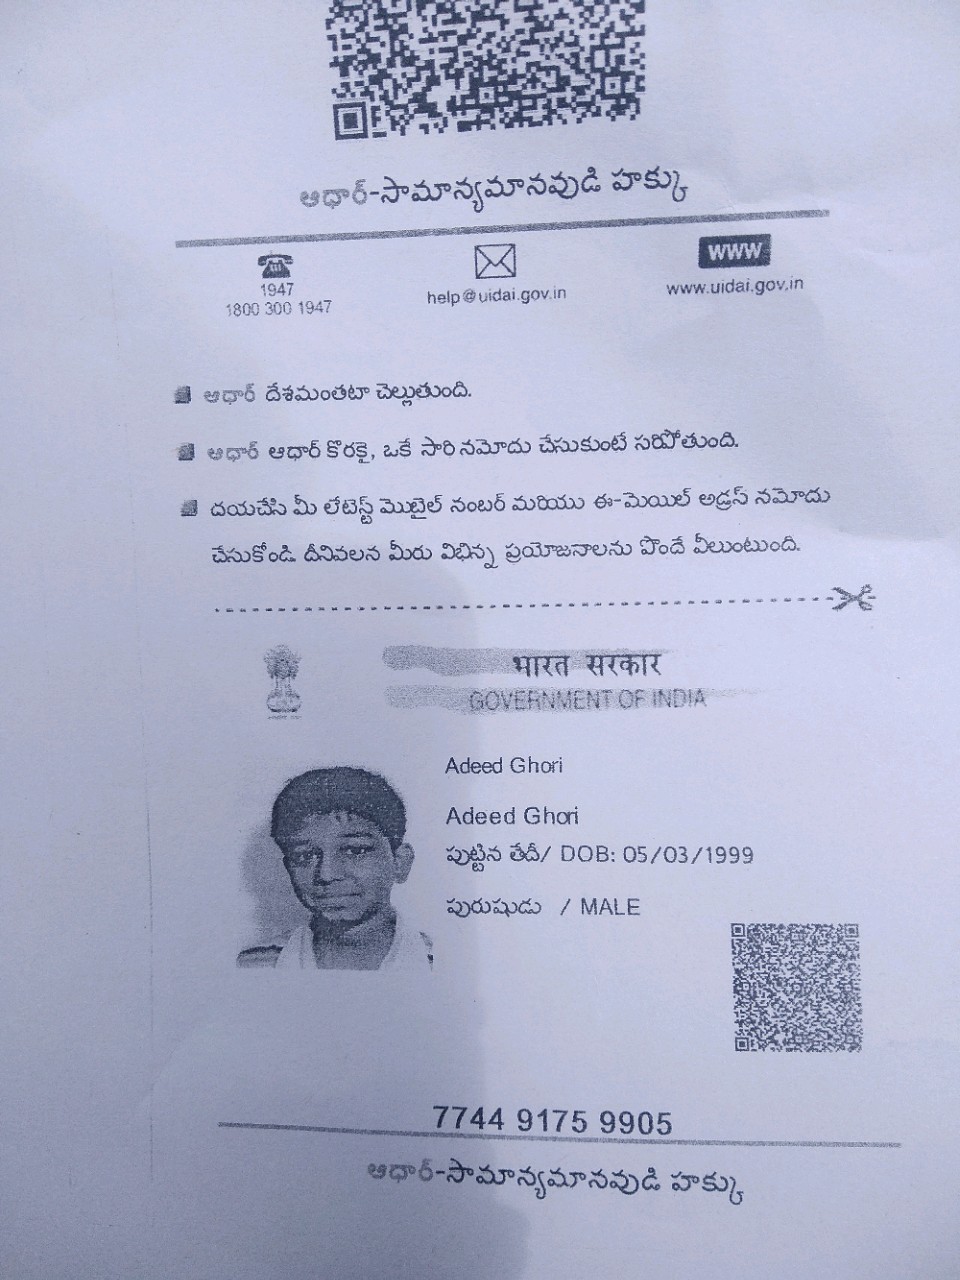 ఆధార్-సామాన్యమానవుడి హక్కు
1947
1800 300 1947
help@uidai.gov.in
www
www.uidai.gov.in
ఆధార్ దేశమంతటా చెల్లుతుంది.
ఆధార్ ఆధార్ కొరకై, ఒకే సారి నమోదు చేసుకుంటే సరిపోతుంది.
దయచేసి మీ లేటెస్ట్ మొబైల్ నంబర్ మరియు ఈ-మెయిల్ అడ్రస్ నమోదు
చేసుకోండి దీనివలన మీరు విభిన్న ప్రయోజనాలను పొందే వీలుంటుంది.
भारत सरकार
GOVERNMENT OF INDIA
Adeed Ghori
Adeed Ghori
పుట్టిన తేదీ/ DOB: 05/03/1999
పురుషుడు / MALE
7744 9175 9905
ఆధార్-సామాన్యమానవుడి హక్కు